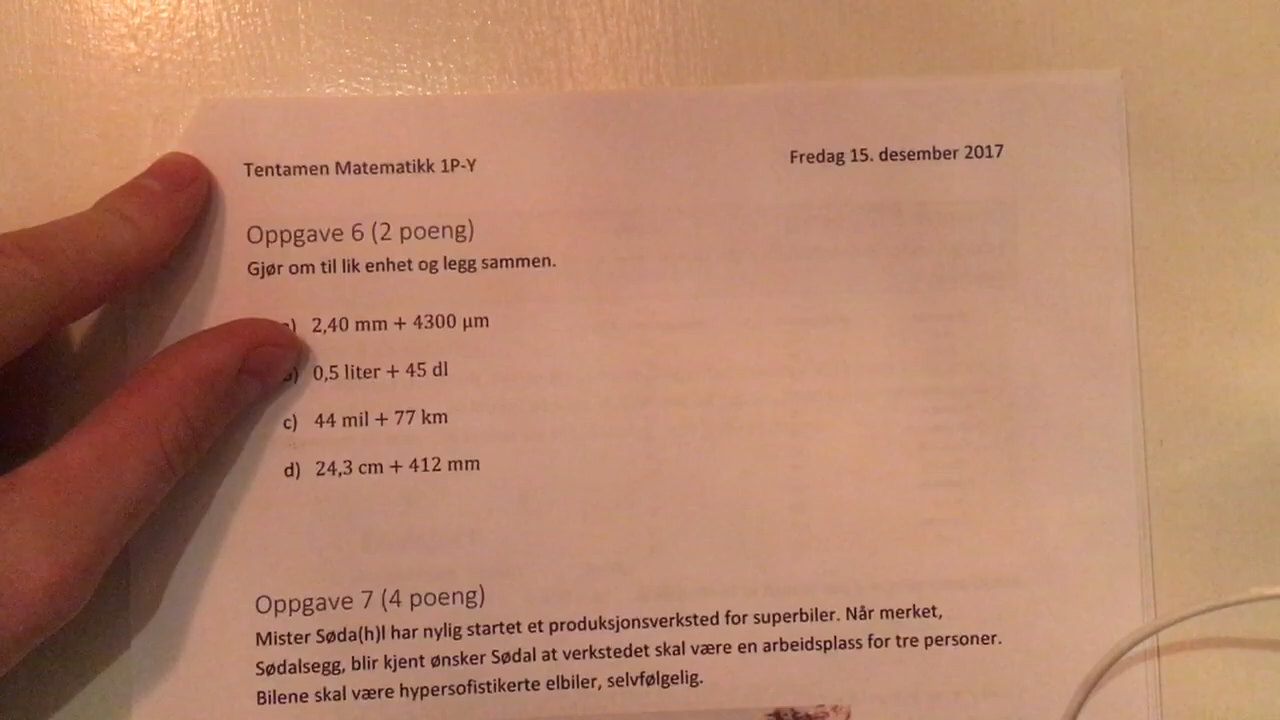 Tentamen Matematikk 1P-Y
Fredag 15. desember 2017
Oppgave 6 (2 poeng)
Gjør om til lik enhet og legg sammen.
2,40 mm + 4300 μm
0,5 liter + 45 dl
c) 44 mil + 77 km
d) 24,3 cm + 412 mm
Oppgave 7 (4 poeng)
Mister Søda(h)l har nylig startet et produksjonsverksted for superbiler. Når merket,
Sødalsegg, blir kjent ønsker Sødal at verkstedet skal være en arbeidsplass for tre personer.
Bilene skal være hypersofistikerte elbiler, selvfølgelig.